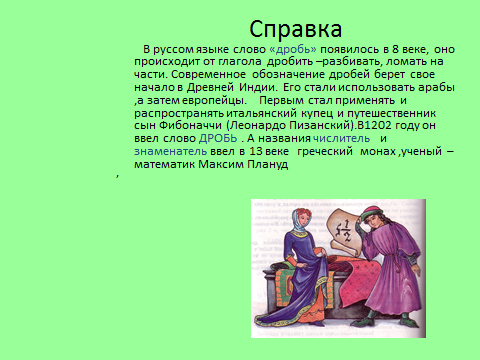 Справка
В руссом языке слово «дробь» появилось в 8 веке, оно
происходит от глагола дробить –разбивать, ломать на
части. Современное обозначение дробей берет свое
начало в Древней Индии. Его стали использовать арабы
,а затем европейцы. Первым стал применять и
распространять итальянский купец и путешественник
сын Фибоначчи (Леонардо Пизанский).В1202 году он
ввел слово ДРОБЬ . А названия числитель и
знаменатель ввел в 13 веке греческий монах ,ученый –
математик Максим Плануд
,
1/2